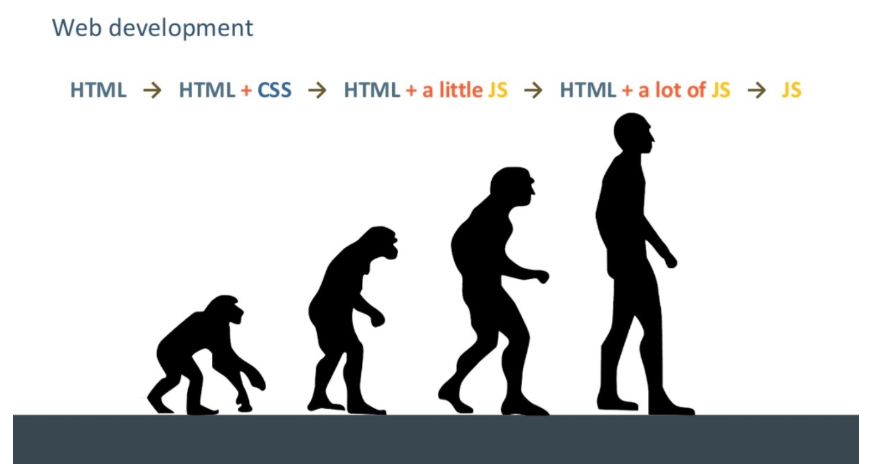 Web development
HTML → HTML + CSS → HTML + a little JS → HTML + a lot of JS → JS